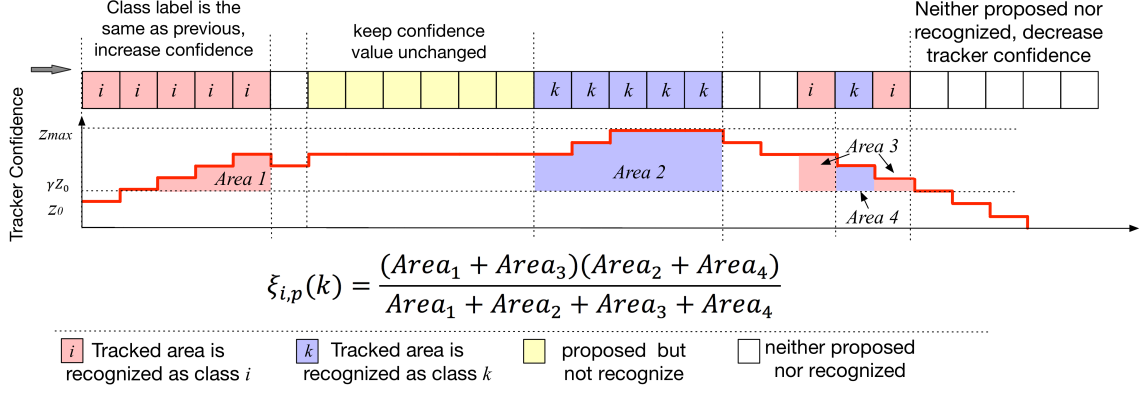 Class label is the
same as previous,
increase confidence
keep confidence
value unchanged
Neither proposed nor
recognized, decrease
tracker confidence
i i i i i k k k k k i k i
Tracker Confidence
zmax
γz0
z0
Area 1
Area 2
Area 3
Area 4
ξi,p(k) = (Area1 + Area3)(Area2 + Area4)
Area1 + Area2 + Area3 + Area4
i Tracked area is
recognized as class i
k Tracked area is
recognized as class k
proposed but
not recognize
neither proposed
nor recognized